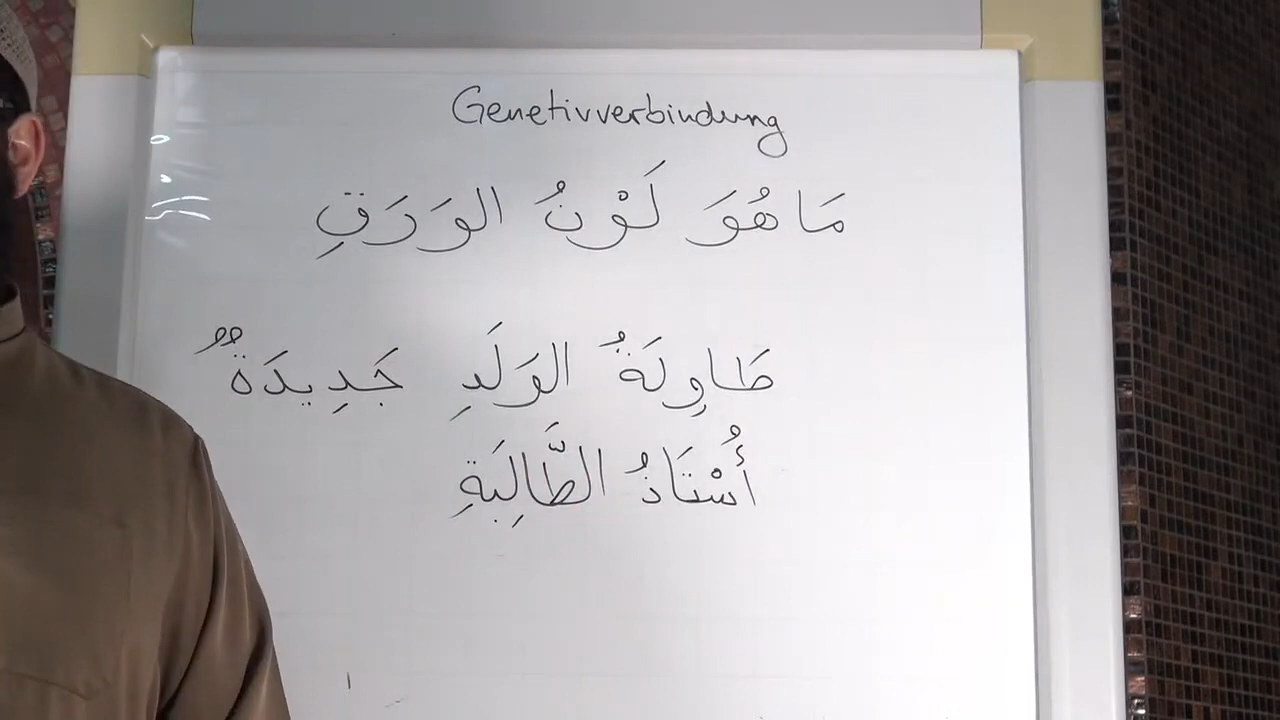 Genetivverbindung
مَا هُوَ لَوْنُ الوَرَقِ
طَاوِلَةُ الوَلَدِ جَدِيدَةٌ
أُسْتَاذُ الطَّالِبَةِ